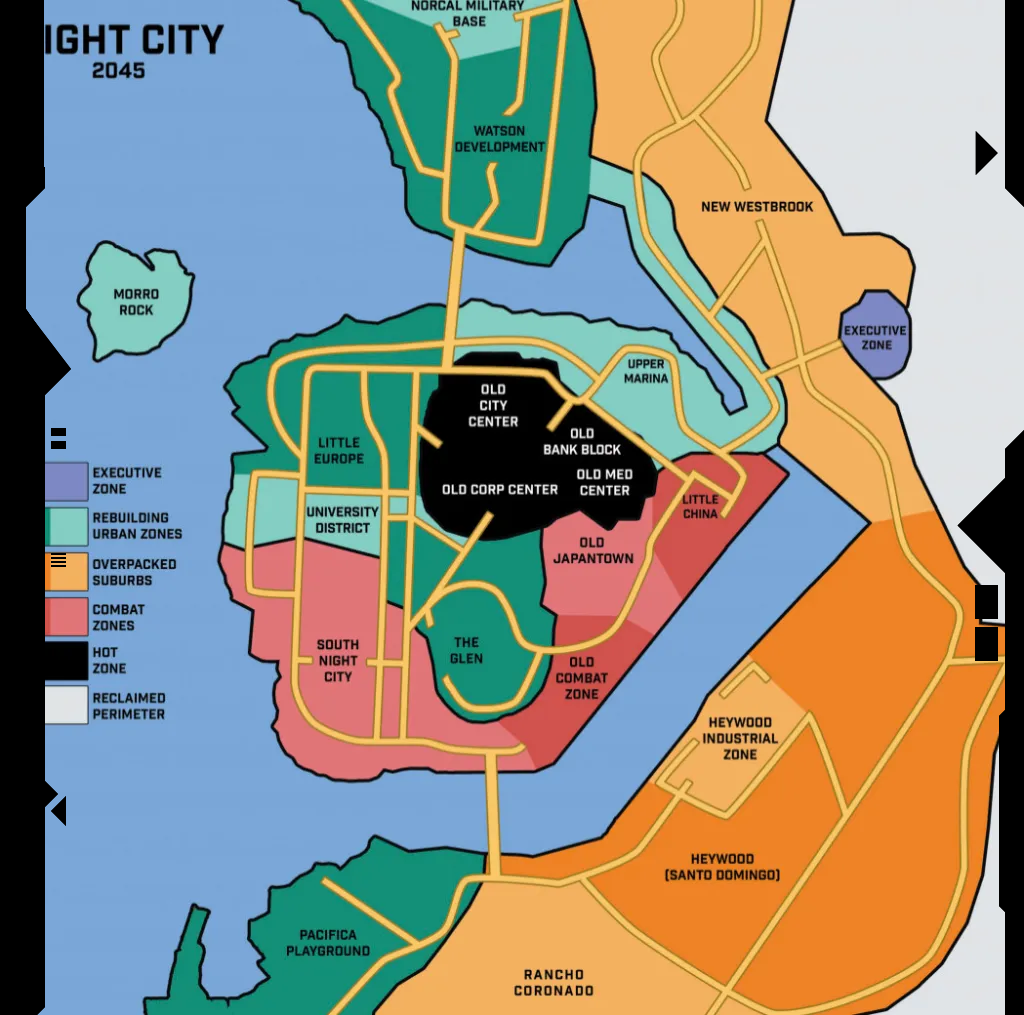 IGHT CITY
2045
NORCAL MILITARY
BASE
WATSON
DEVELOPMENT
NEW WESTBROOK
MORRO
ROCK
EXECUTIVE
ZONE
UPPER
MARINA
OLD
CITY
CENTER
OLD
BANK BLOCK
LITTLE
EUROPE
OLD MED
CENTER
OLD CORP CENTER
LITTLE
CHINA
UNIVERSITY
DISTRICT
OLD
JAPANTOWN
SOUTH
NIGHT
CITY
THE
GLEN
OLD
COMBAT
ZONE
HEYWOOD
INDUSTRIAL
ZONE
HEYWOOD
(SANTO DOMINGO)
PACIFICA
PLAYGROUND
RANCHO
CORONADO
EXECUTIVE
ZONE
REBUILDING
URBAN ZONES
OVERPACKED
SUBURBS
COMBAT
ZONES
HOT
ZONE
RECLAIMED
PERIMETER